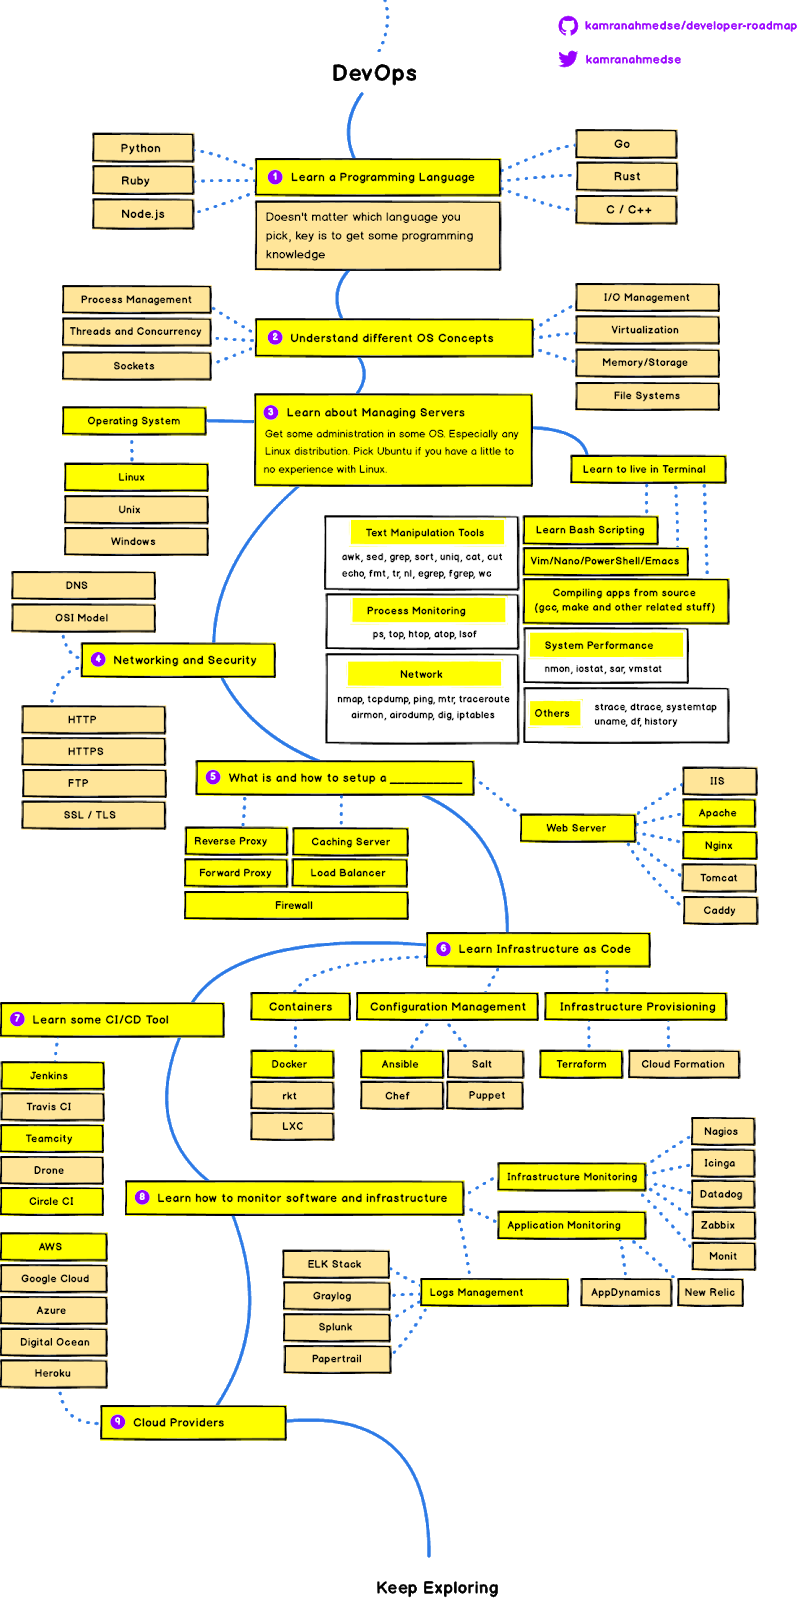 kamranahmedse/developer-roadmap
kamranahmedse
DevOps
Python
Ruby
Node.js
1 Learn a Programming Language
Doesn't matter which language you
pick, key is to get some programming
knowledge
Go
Rust
C / C++
Process Management
Threads and Concurrency
Sockets
2 Understand different OS Concepts
I/O Management
Virtualization
Memory/Storage
File Systems
3 Learn about Managing Servers
Get some administration in some OS. Especially any
Linux distribution. Pick Ubuntu if you have a little to
no experience with Linux.
Operating System
Linux
Unix
Windows
Learn to live in Terminal
Text Manipulation Tools
awk, sed, grep, sort, uniq, cat, cut
echo, fmt, tr, nl, egrep, fgrep, wc
Process Monitoring
ps, top, htop, atop, lsof
Network
nmap, tcpdump, ping, mtr, traceroute
airmon, airodump, dig, iptables
Learn Bash Scripting
Vim/Nano/PowerShell/Emacs
Compiling apps from source
(gcc, make and other related stuff)
System Performance
nmon, iostat, sar, vmstat
Others
strace, dtrace, systemtap
uname, df, history
DNS
OSI Model
4 Networking and Security
HTTP
HTTPS
FTP
SSL / TLS
5 What is and how to setup a ___________
Reverse Proxy
Caching Server
Forward Proxy
Load Balancer
Firewall
Web Server
IIS
Apache
Nginx
Tomcat
Caddy
6 Learn Infrastructure as Code
Containers
Docker
rkt
LXC
Configuration Management
Ansible
Salt
Chef
Puppet
Infrastructure Provisioning
Terraform
Cloud Formation
7 Learn some CI/CD Tool
Jenkins
Travis CI
Teamcity
Drone
Circle CI
8 Learn how to monitor software and infrastructure
Infrastructure Monitoring
Nagios
Icinga
Datadog
Zabbix
Monit
Application Monitoring
AppDynamics
New Relic
Logs Management
ELK Stack
Graylog
Splunk
Papertrail
AWS
Google Cloud
Azure
Digital Ocean
Heroku
9 Cloud Providers
Keep Exploring